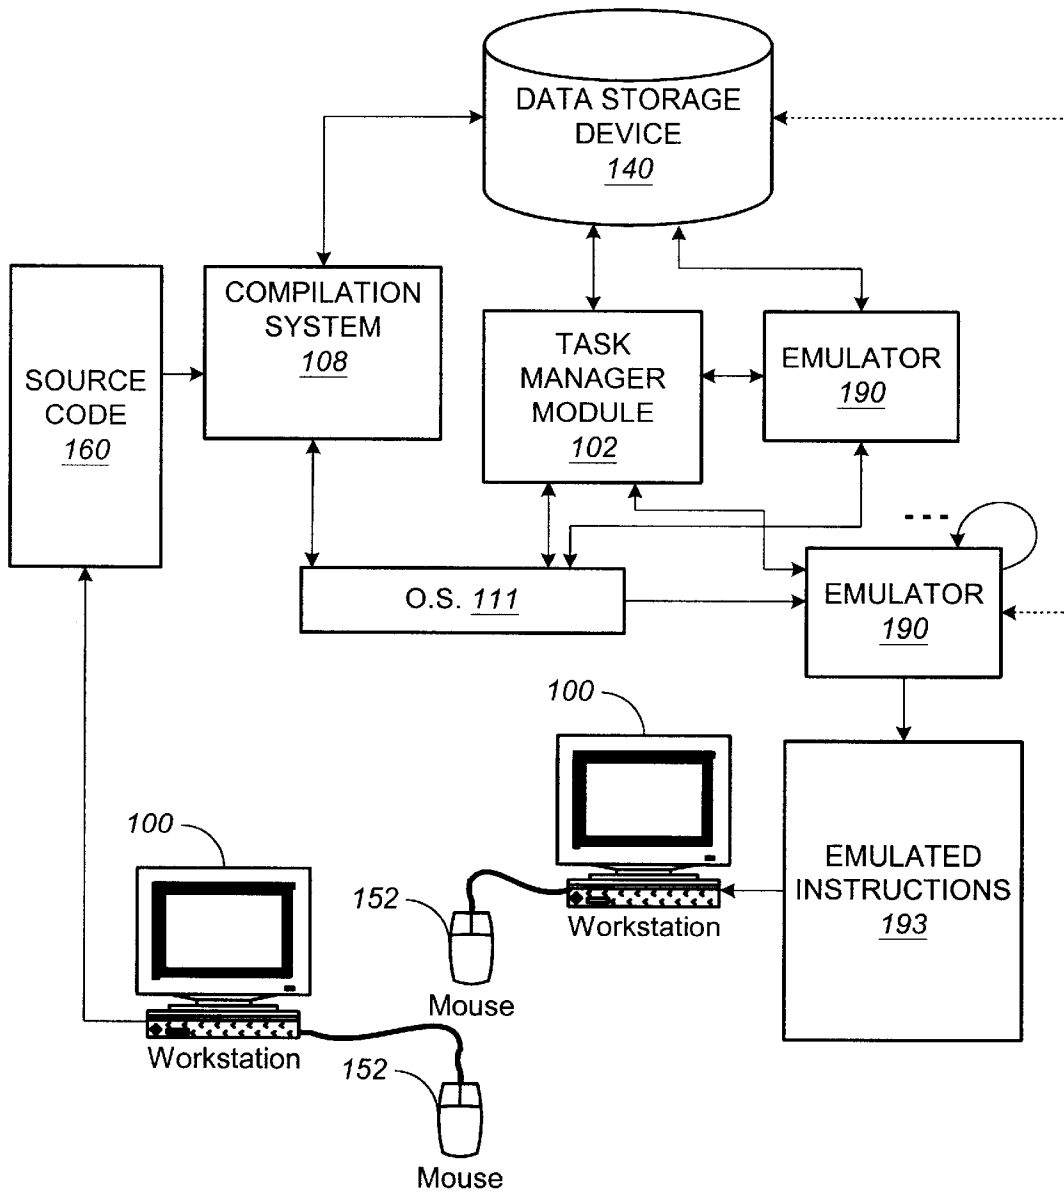 DATA STORAGE
DEVICE
140
COMPILATION
SYSTEM
108
SOURCE
CODE
160
TASK
MANAGER
MODULE
102
EMULATOR
190
O.S. 111
EMULATOR
190
100
Workstation
152
Mouse
EMULATED
INSTRUCTIONS
193
100
Workstation
152
Mouse